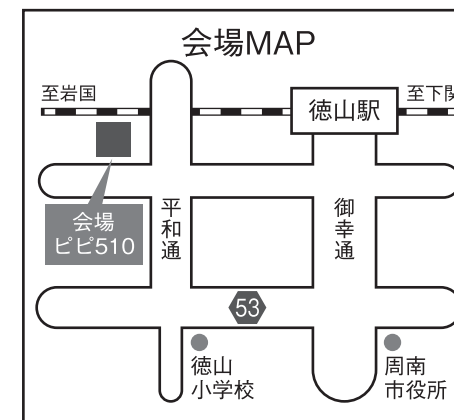 会場MAP
至岩国
徳山駅
至下関
会場
ピピ510
平和通
御幸通
53
徳山
小学校
周南
市役所